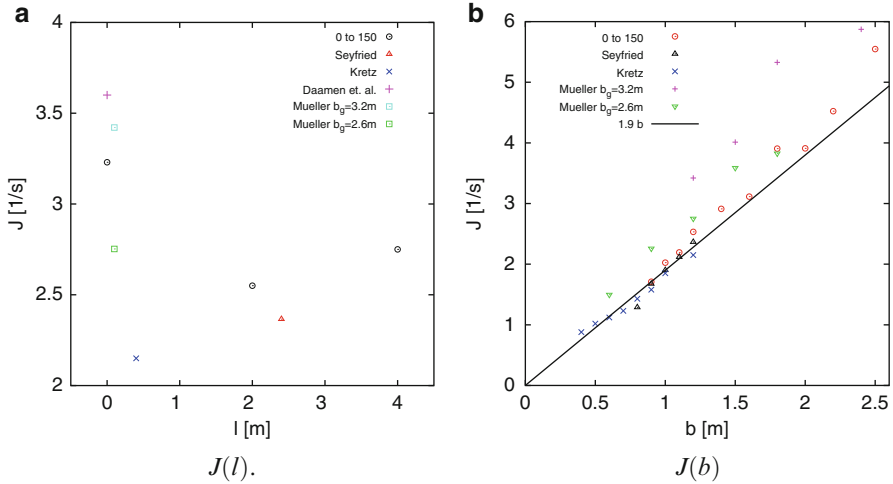 a
4
3.5
3
2.5
2
J [1/s]
0 to 150
Seyfried
Kretz
Daamen et. al.
Mueller b_g=3.2m
Mueller b_g=2.6m
0 1 2 3 4
l [m]
J(l).
b
6
5
4
3
2
1
0
J [1/s]
0 to 150
Seyfried
Kretz
Mueller b_g=3.2m
Mueller b_g=2.6m
1.9 b
0 0.5 1 1.5 2 2.5
b [m]
J(b)